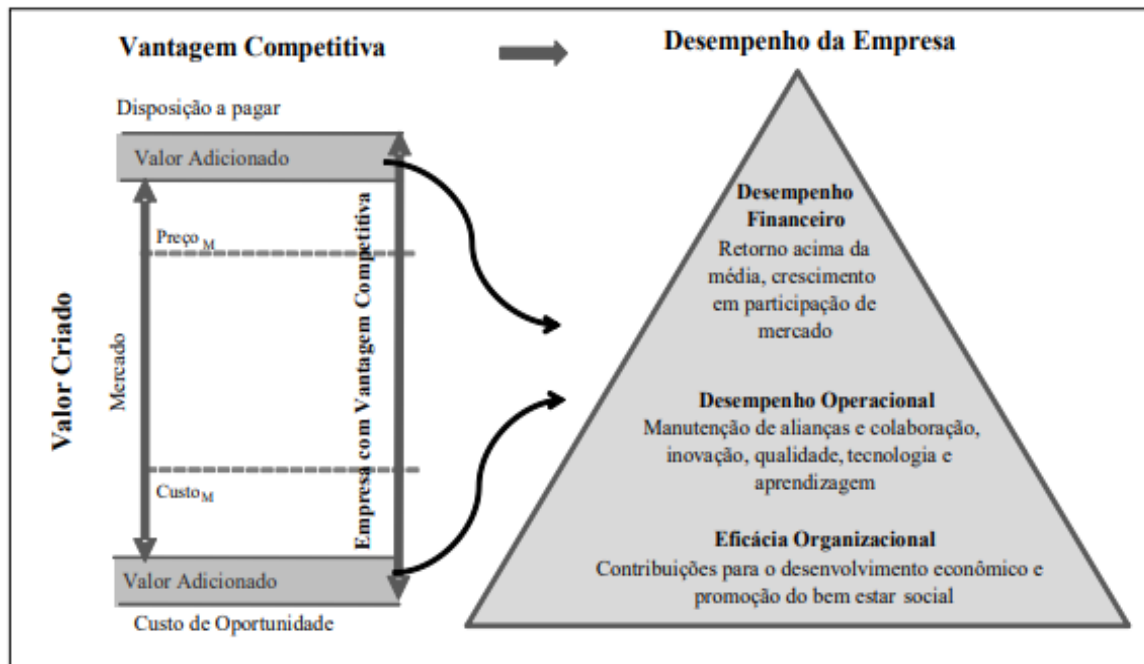 Vantagem Competitiva
Desempenho da Empresa
Disposição a pagar
Valor Adicionado
Preço M
Valor Criado
Mercado
Empresa com Vantagem Competitiva
Custo M
Valor Adicionado
Custo de Oportunidade
Desempenho
Financeiro
Retorno acima da
média, crescimento
em participação de
mercado
Desempenho Operacional
Manutenção de alianças e colaboração,
inovação, qualidade, tecnologia e
aprendizagem
Eficácia Organizacional
Contribuições para o desenvolvimento econômico e
promoção do bem estar social